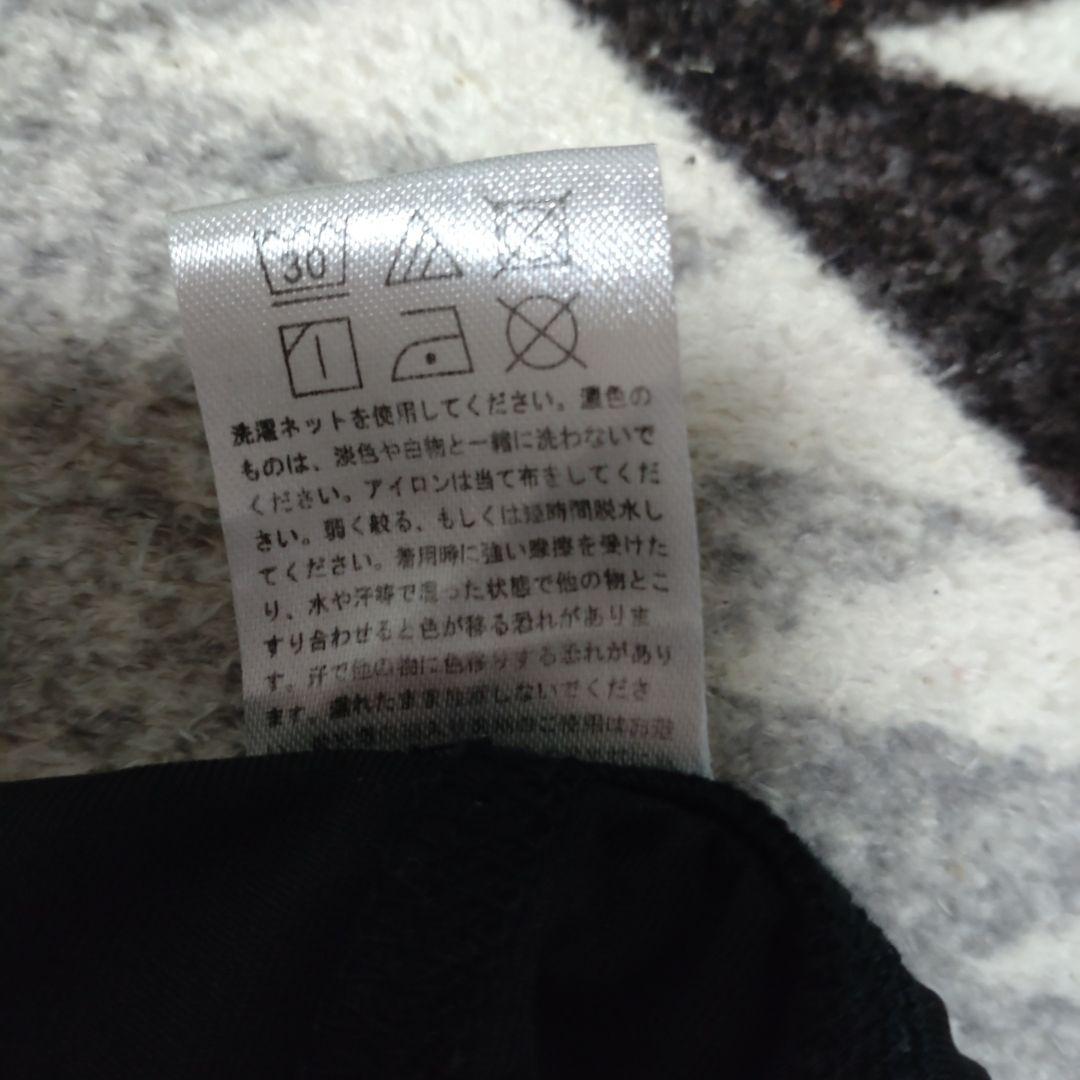 30
洗濯ネットを使用してください。濃色の
ものは、淡色や白物と一緒に洗わないで
ください。アイロンは当て布をしてくだ
さい。弱く絞る、もしくは短時間脱水し
てください。着用時に強い摩擦を受けた
り、水や汗等で湿った状態で他の物とこ
すり合わせると色が移る恐れがありま
す。汗で他の物に色移りする恐れがあり
ます。濡れたまま放置しないでくださ
のご使用はお避